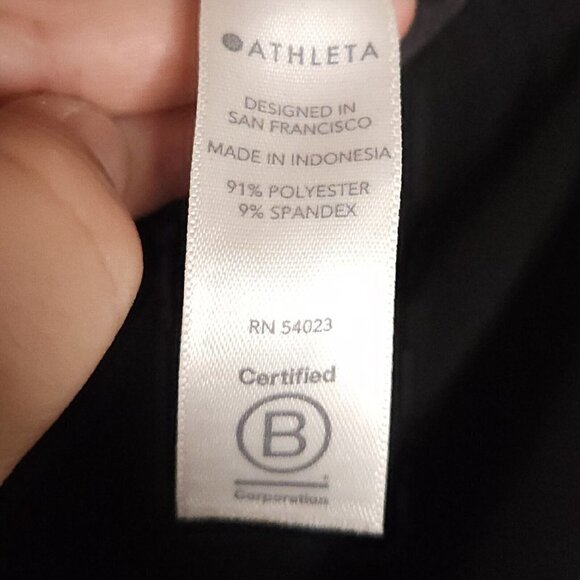 ATHLETA
DESIGNED IN
SAN FRANCISCO
MADE IN INDONESIA
91% POLYESTER
9% SPANDEX
RN 54023
Certified
B
Corporation